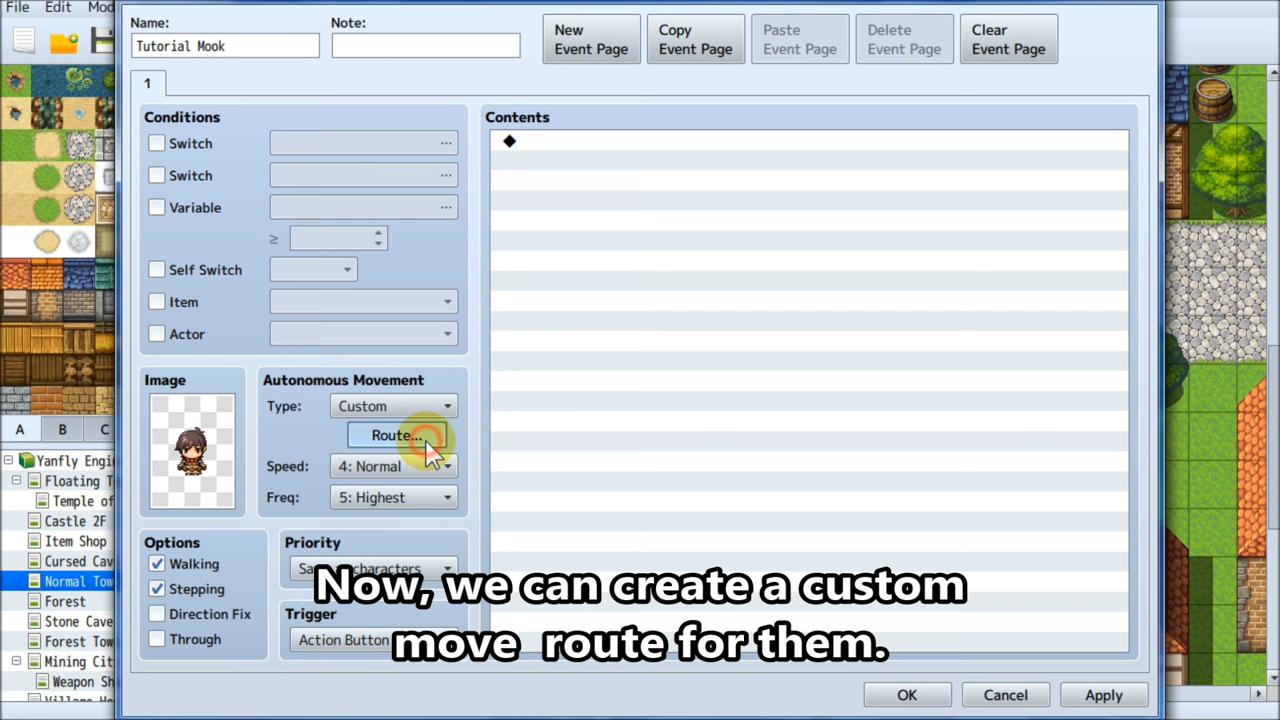 File Edit Mod
Name:
Note:
Tutorial Mook
New
Event Page
Copy
Event Page
Paste
Event Page
Delete
Event Page
Clear
Event Page
1
Conditions
Switch ...
Switch ...
Variable ...
≥
Self Switch
Item
Actor
Contents
◆
Image
Autonomous Movement
Type: Custom
Route...
Speed: 4: Normal
Freq: 5: Highest
Options
Walking
Stepping
Direction Fix
Through
Priority
characters
Trigger
Action Button
A B C
Yanfly Engi
Floating T
Temple of
Castle 2F
Item Shop
Cursed Cav
Normal Tow
Forest
Stone Cave
Forest Tow
Mining Cit
Weapon Sh
Now, we can create a custom
move route for them.
OK Cancel Apply